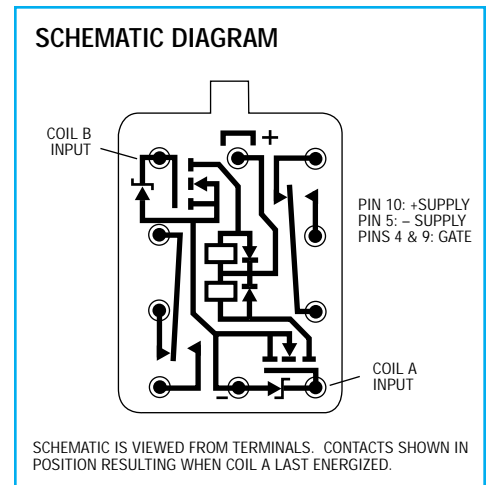 SCHEMATIC DIAGRAM
COIL B
INPUT
+
PIN 10: +SUPPLY
PIN 5: – SUPPLY
PINS 4 & 9: GATE
–
COIL A
INPUT
SCHEMATIC IS VIEWED FROM TERMINALS. CONTACTS SHOWN IN
POSITION RESULTING WHEN COIL A LAST ENERGIZED.